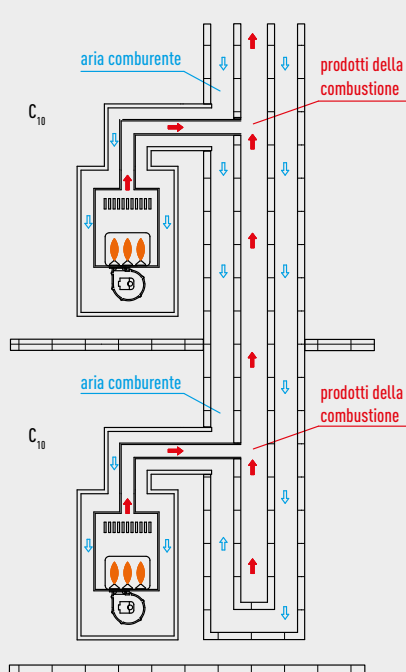 aria comburente
prodotti della
combustione
C10
aria comburente
prodotti della
combustione
C10